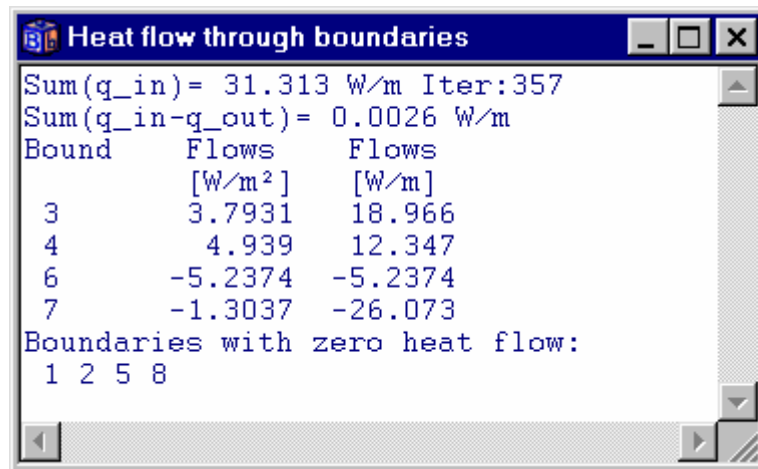 Heat flow through boundaries
Sum(q_in)= 31.313 W/m Iter:357
Sum(q_in-q_out)= 0.0026 W/m
Bound Flows Flows
[W/m²] [W/m]
3 3.7931 18.966
4 4.939 12.347
6 -5.2374 -5.2374
7 -1.3037 -26.073
Boundaries with zero heat flow:
1 2 5 8